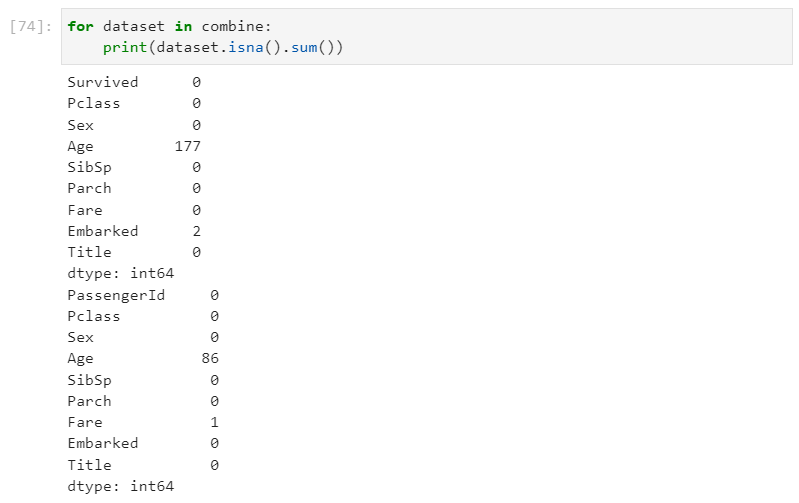 [74]: for dataset in combine:
    print(dataset.isna().sum())
Survived      0
Pclass        0
Sex           0
Age         177
SibSp         0
Parch         0
Fare          0
Embarked      2
Title         0
dtype: int64
PassengerId     0
Pclass          0
Sex             0
Age            86
SibSp           0
Parch           0
Fare            1
Embarked        0
Title           0
dtype: int64